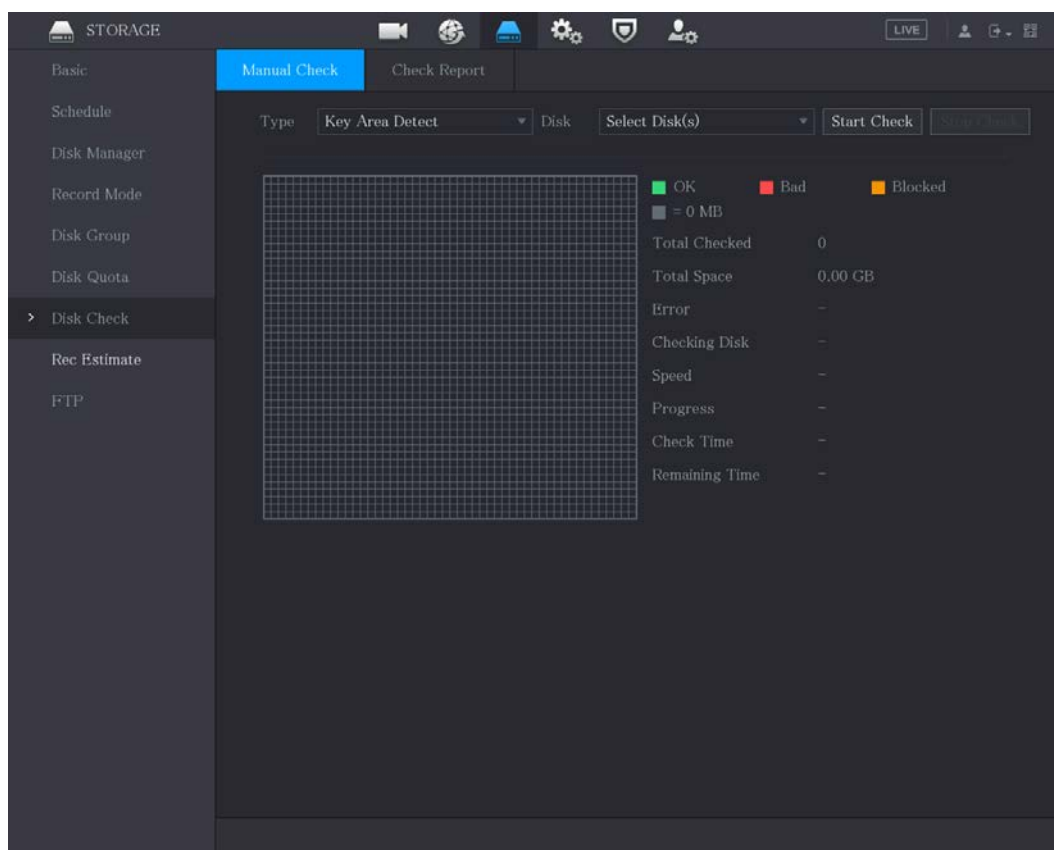 STORAGE
LIVE
Basic
Schedule
Disk Manager
Record Mode
Disk Group
Disk Quota
Disk Check
Rec Estimate
FTP
Manual Check
Check Report
Type Key Area Detect Disk Select Disk(s) Start Check Stop Check
OK Bad Blocked
= 0 MB
Total Checked 0
Total Space 0.00 GB
Error -
Checking Disk -
Speed -
Progress -
Check Time -
Remaining Time -